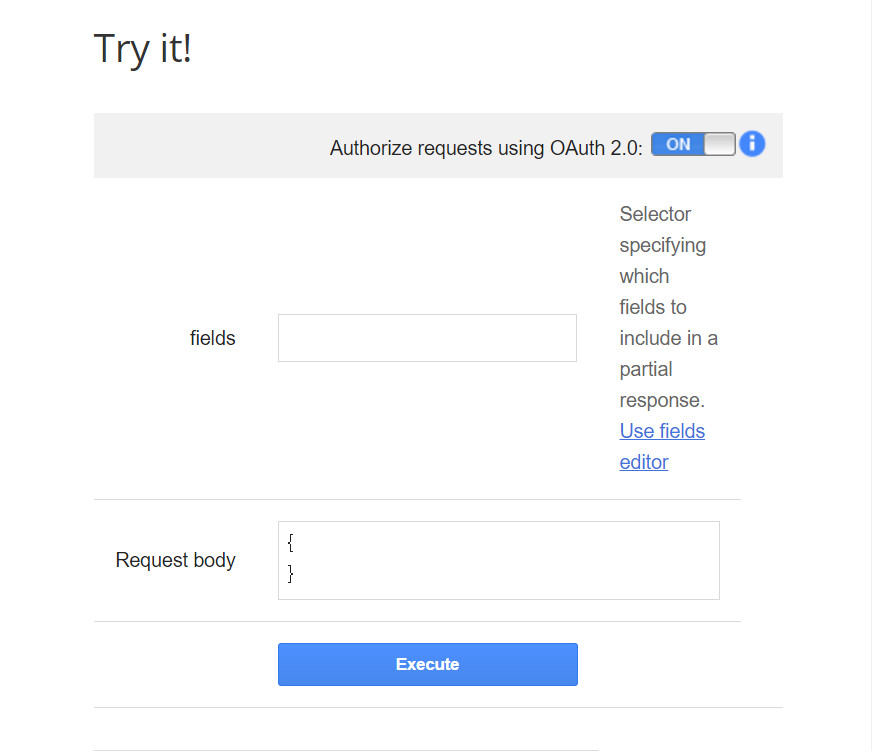 Try it!
Authorize requests using OAuth 2.0: ON i
Selector
specifying
which
fields to
include in a
partial
response.
Use fields
editor
fields
Request body
{
}
Execute